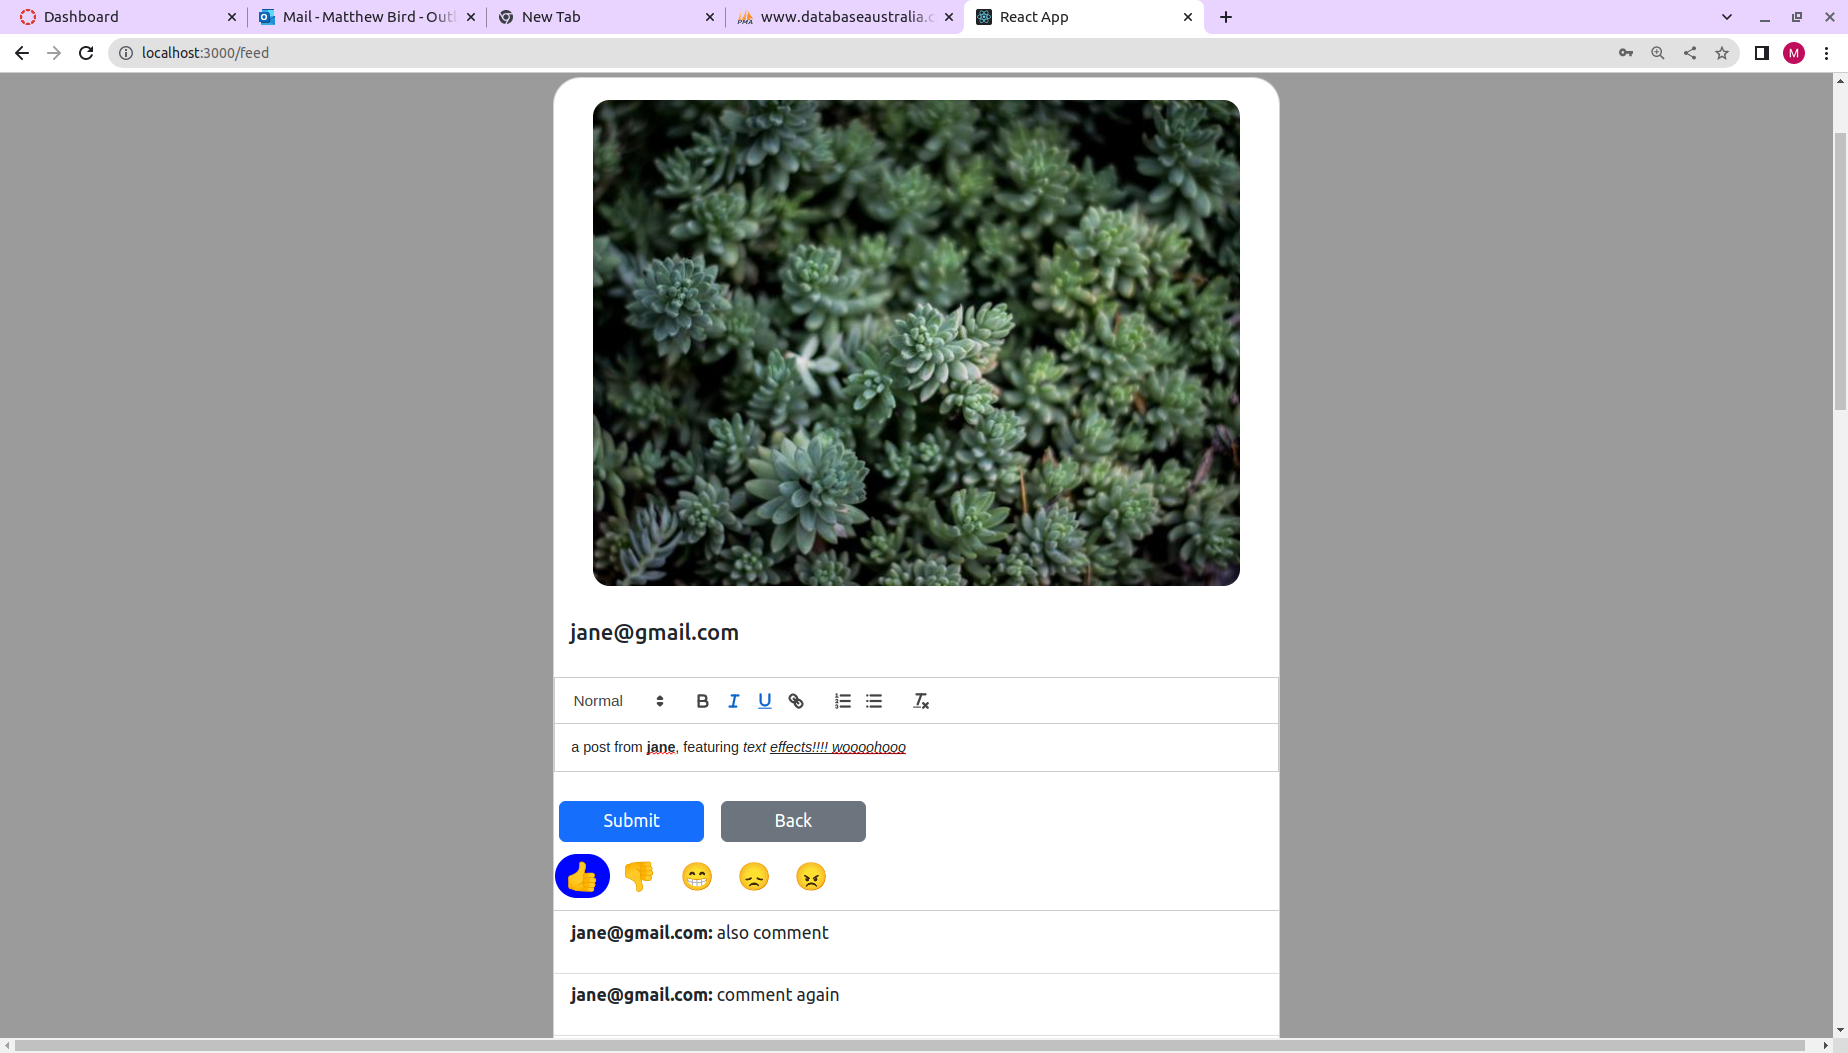 Dashboard
Mail - Matthew Bird - Outl
New Tab
www.databaseaustralia.c
React App
localhost:3000/feed
M
jane@gmail.com
Normal
a post from jane, featuring text effects!!!! woooohooo
Submit
Back
jane@gmail.com: also comment
jane@gmail.com: comment again